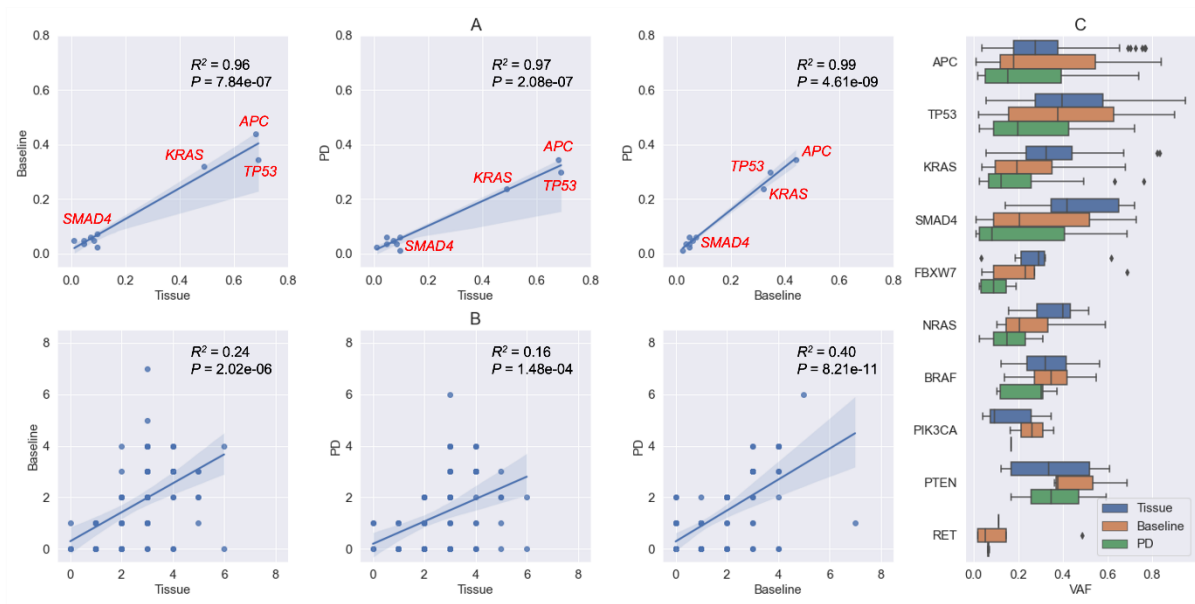 A
C
0.8
0.6
0.4
0.2
0.0
Baseline
R² = 0.96
P = 7.84e-07
APC
KRAS
TP53
SMAD4
0.0 0.2 0.4 0.6 0.8
Tissue
0.8
0.6
0.4
0.2
0.0
PD
R² = 0.97
P = 2.08e-07
APC
KRAS
TP53
SMAD4
0.0 0.2 0.4 0.6 0.8
Tissue
0.8
0.6
0.4
0.2
0.0
PD
R² = 0.99
P = 4.61e-09
APC
TP53
KRAS
SMAD4
0.0 0.2 0.4 0.6 0.8
Baseline
B
8
6
4
2
0
Baseline
R² = 0.24
P = 2.02e-06
0 2 4 6 8
Tissue
8
6
4
2
0
PD
R² = 0.16
P = 1.48e-04
0 2 4 6 8
Tissue
8
6
4
2
0
PD
R² = 0.40
P = 8.21e-11
0 2 4 6 8
Baseline
APC
TP53
KRAS
SMAD4
FBXW7
NRAS
BRAF
PIK3CA
PTEN
RET
Tissue
Baseline
PD
0.0 0.2 0.4 0.6 0.8
VAF